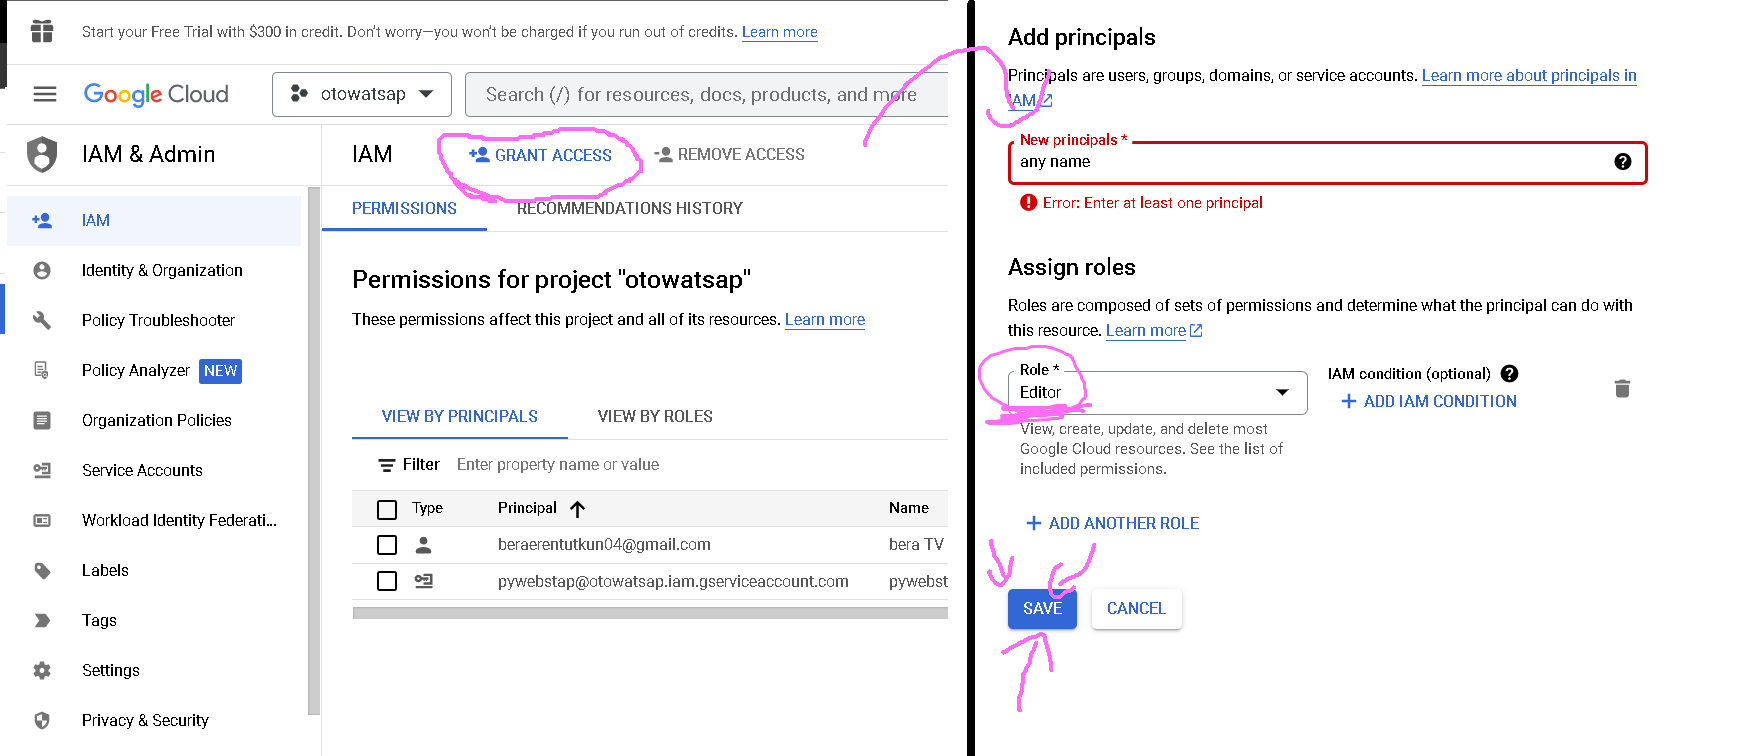 Start your Free Trial with $300 in credit. Don't worry—you won't be charged if you run out of credits. Learn more
Google Cloud
otowatsap
Search (/) for resources, docs, products, and more
IAM & Admin
IAM
Identity & Organization
Policy Troubleshooter
Policy Analyzer NEW
Organization Policies
Service Accounts
Workload Identity Federati...
Labels
Tags
Settings
Privacy & Security
IAM
GRANT ACCESS
REMOVE ACCESS
PERMISSIONS
RECOMMENDATIONS HISTORY
Permissions for project "otowatsap"
These permissions affect this project and all of its resources. Learn more
VIEW BY PRINCIPALS
VIEW BY ROLES
Filter Enter property name or value
Type Principal Name
beraerentutkun04@gmail.com bera TV
pywebstap@otowatsap.iam.gserviceaccount.com pywebst
Add principals
Principals are users, groups, domains, or service accounts. Learn more about principals in
IAM
New principals *
any name
Error: Enter at least one principal
Assign roles
Roles are composed of sets of permissions and determine what the principal can do with
this resource. Learn more
Role *
Editor
IAM condition (optional)
ADD IAM CONDITION
View, create, update, and delete most
Google Cloud resources. See the list of
included permissions.
ADD ANOTHER ROLE
SAVE
CANCEL